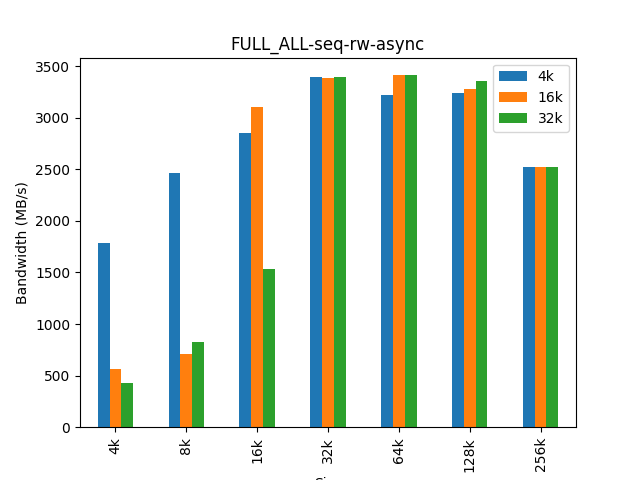 FULL_ALL-seq-rw-async
3500
3000
2500
2000
1500
1000
500
0
Bandwidth (MB/s)
4k
16k
32k
4k
8k
16k
32k
64k
128k
256k